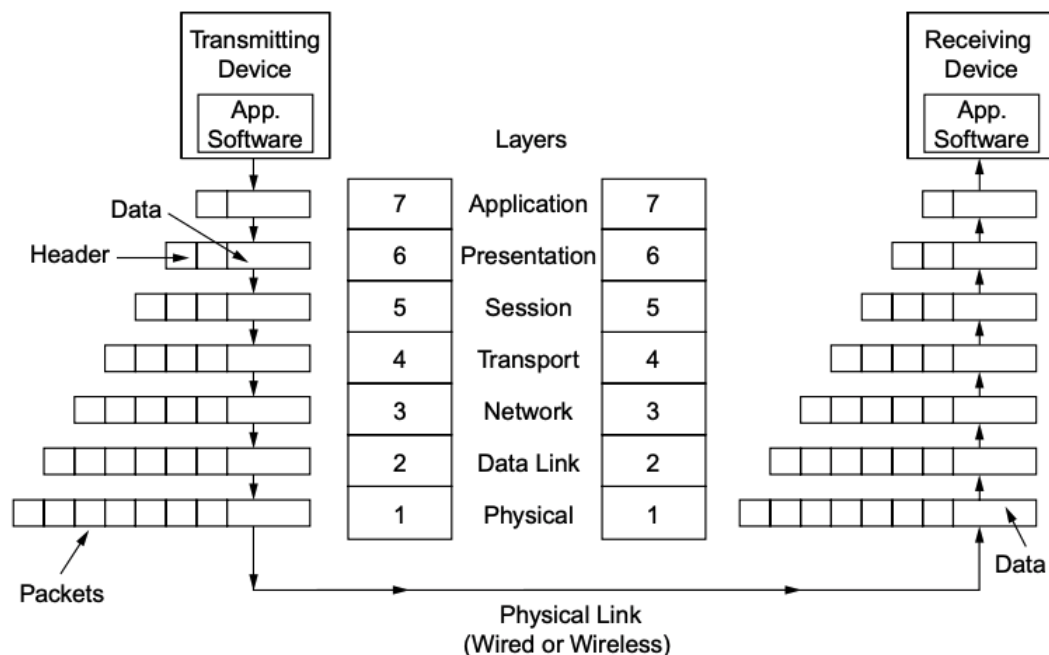 Transmitting
Device
App.
Software
Receiving
Device
App.
Software
Layers
Data
Header
7 Application 7
6 Presentation 6
5 Session 5
4 Transport 4
3 Network 3
2 Data Link 2
1 Physical 1
Packets
Data
Physical Link
(Wired or Wireless)